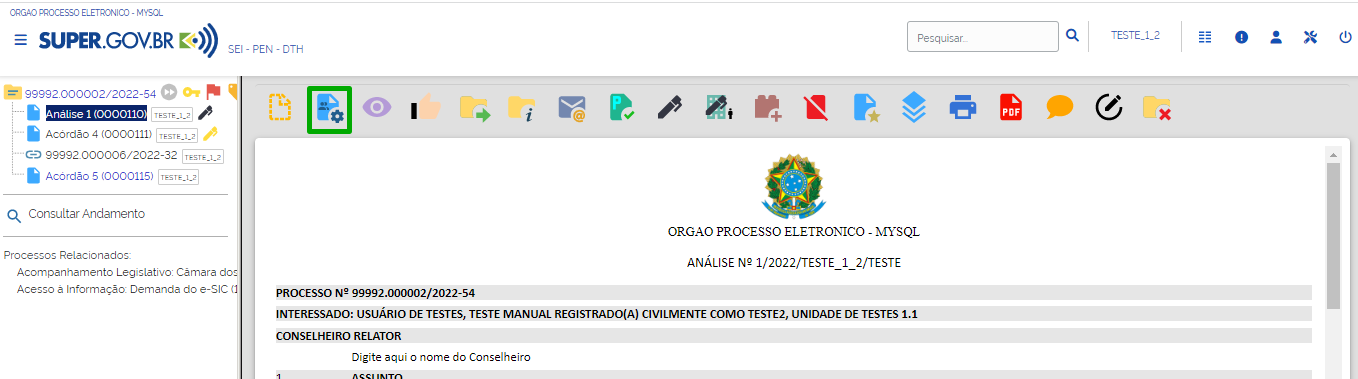 ORGAO PROCESSO ELETRONICO - MYSQL
SUPER.GOV.BR
SEI - PEN - DTH
Pesquisar..
TESTE_1_2
99992.000002/2022-54
Análise 1 (0000110) TESTE_1_2
Acórdão 4 (0000111) TESTE_1_2
99992.000006/2022-32 TESTE_1_2
Acórdão 5 (0000115) TESTE_1_2
Consultar Andamento
Processos Relacionados:
Acompanhamento Legislativo: Câmara dos
Acesso à Informação: Demanda do e-SIC (1
PDF
ORGAO PROCESSO ELETRONICO - MYSQL
ANÁLISE Nº 1/2022/TESTE_1_2/TESTE
PROCESSO Nº 99992.000002/2022-54
INTERESSADO: USUÁRIO DE TESTES, TESTE MANUAL REGISTRADO(A) CIVILMENTE COMO TESTE2, UNIDADE DE TESTES 1.1
CONSELHEIRO RELATOR
Digite aqui o nome do Conselheiro
1. ASSUNTO